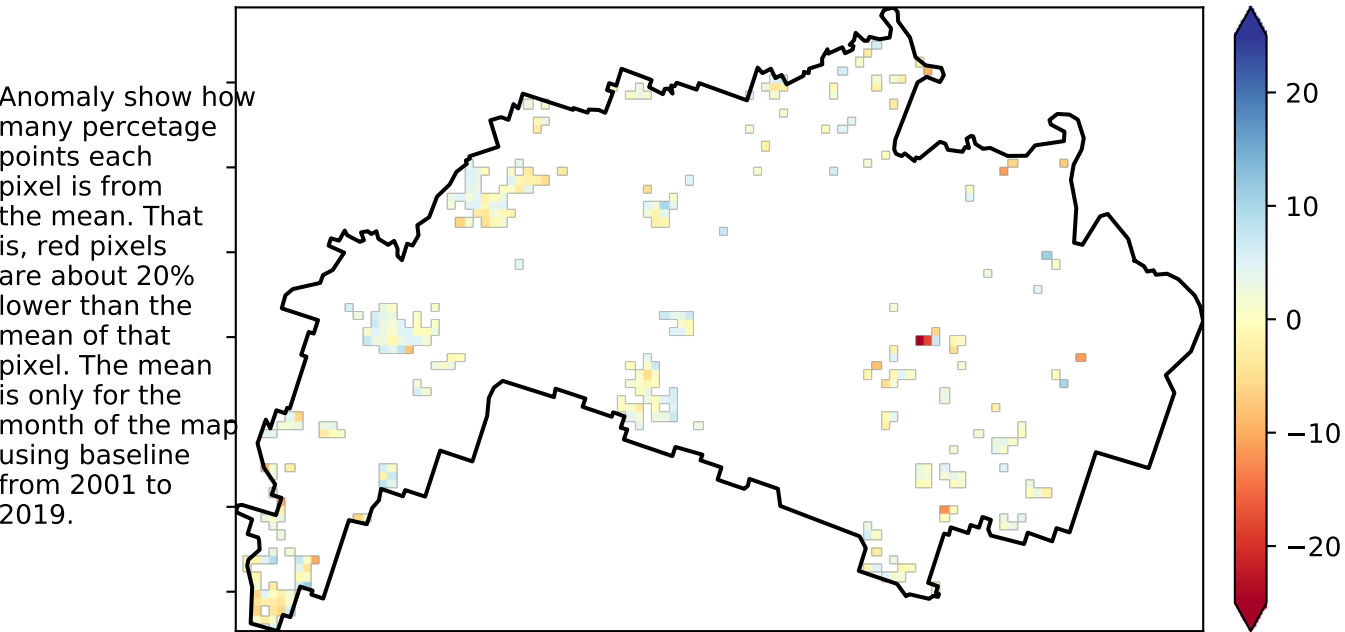 Anomaly show how
many percetage
points each
pixel is from
the mean. That
is, red pixels
are about 20%
lower than the
mean of that
pixel. The mean
is only for the
month of the map
using baseline
from 2001 to
2019.
20
10
0
−10
−20